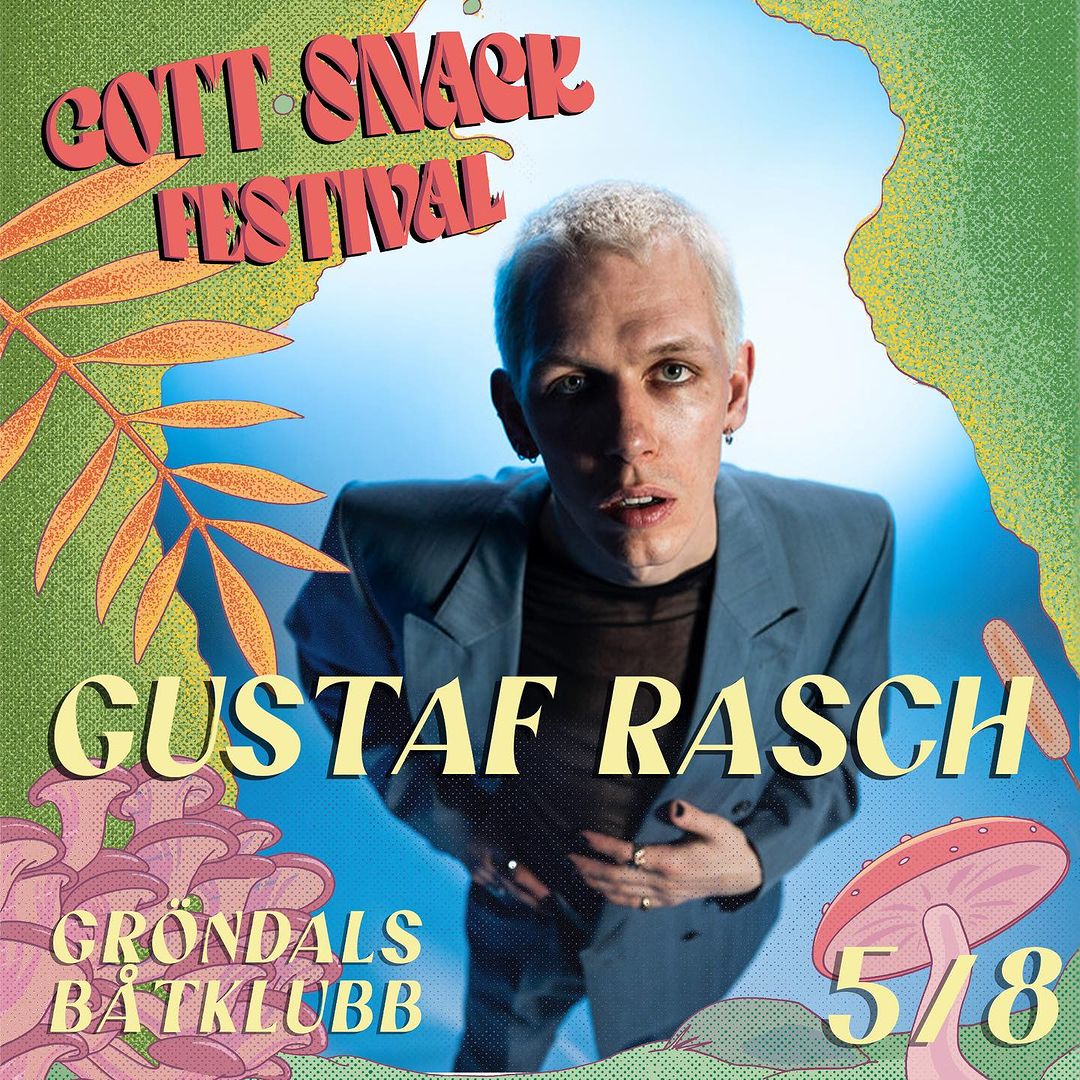 GOTT SNACK
FESTIVAL
GUSTAF RASCH
GRÖNDALS
BÅTKLUBB
5/8